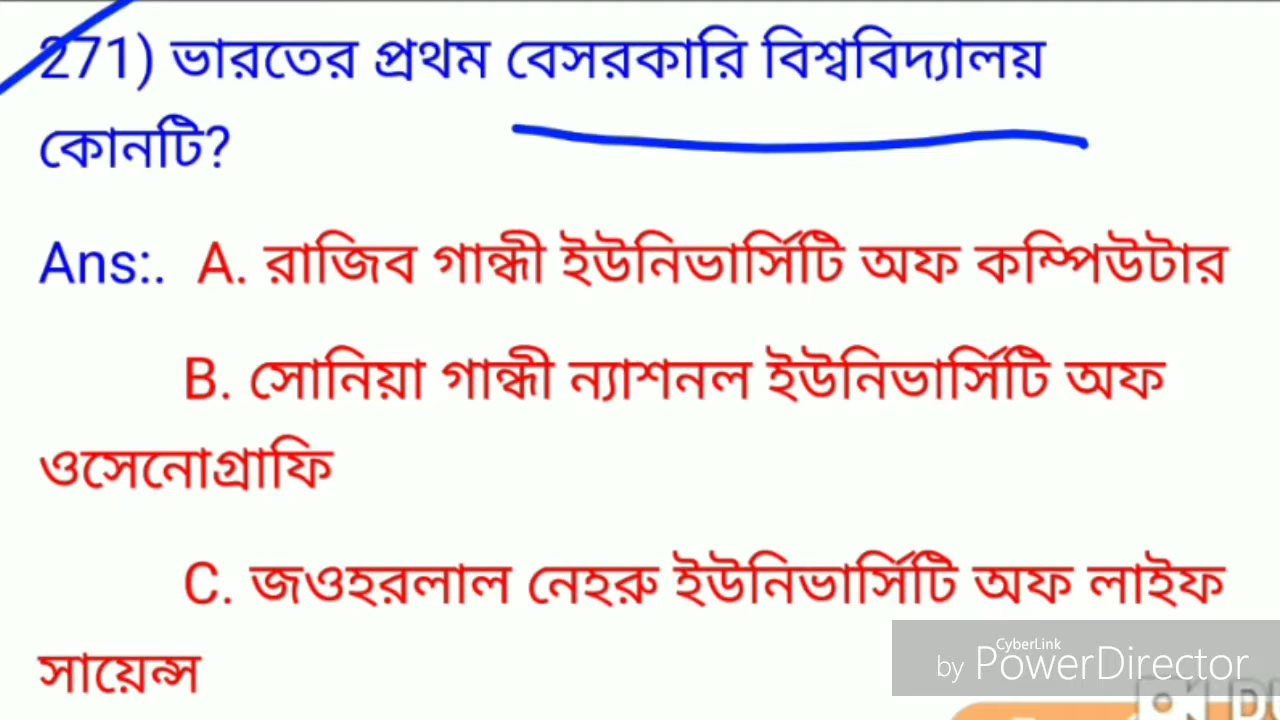 271) ভারতের প্রথম বেসরকারি বিশ্ববিদ্যালয়
কোনটি?
Ans:. A. রাজিব গান্ধী ইউনিভার্সিটি অফ কম্পিউটার
B. সোনিয়া গান্ধী ন্যাশনল ইউনিভার্সিটি অফ
ওসেনোগ্রাফি
C. জওহরলাল নেহরু ইউনিভার্সিটি অফ লাইফ
সায়েন্স
CyberLink
by PowerDirector